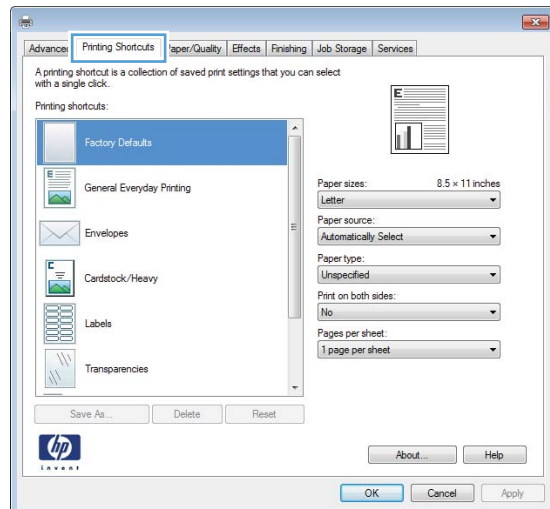 Advanced Printing Shortcuts Paper/Quality Effects Finishing Job Storage Services
A printing shortcut is a collection of saved print settings that you can select
with a single click.
Printing shortcuts:
Factory Defaults
General Everyday Printing
Envelopes
Cardstock/Heavy
Labels
Transparencies
E
Paper sizes: 8.5 × 11 inches
Letter
Paper source:
Automatically Select
Paper type:
Unspecified
Print on both sides:
No
Pages per sheet:
1 page per sheet
Save As... Delete Reset
hp
invent
About... Help
OK Cancel Apply